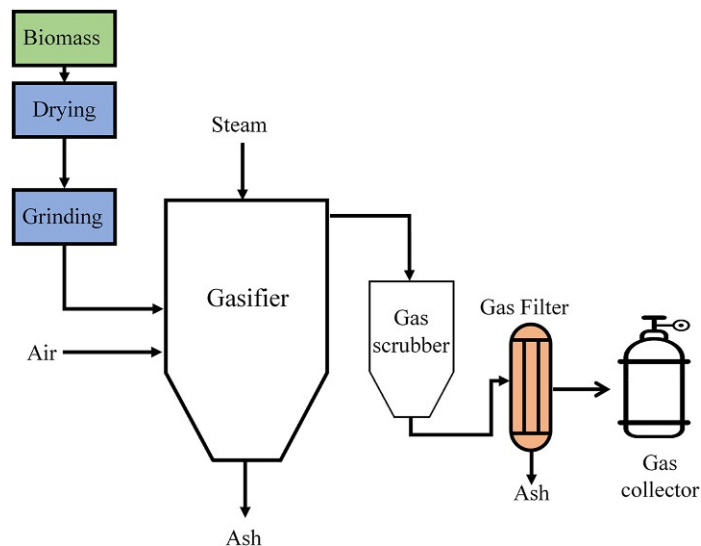 Biomass
Drying
Steam
Grinding
Gasifier
Gas Filter
Gas
scrubber
Air
Gas
collector
Ash
Ash